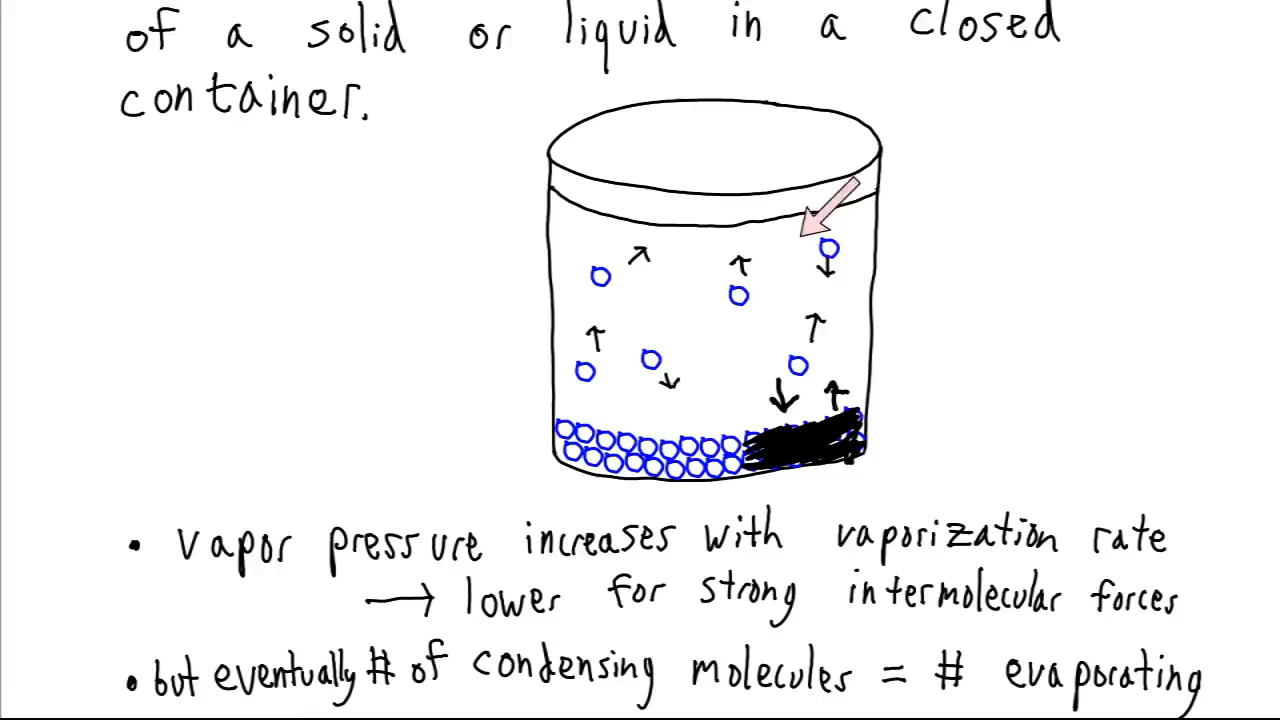 of a solid or liquid in a closed
container.
• vapor pressure increases with vaporization rate
→ lower for strong intermolecular forces
• but eventually # of condensing molecules = # evaporating